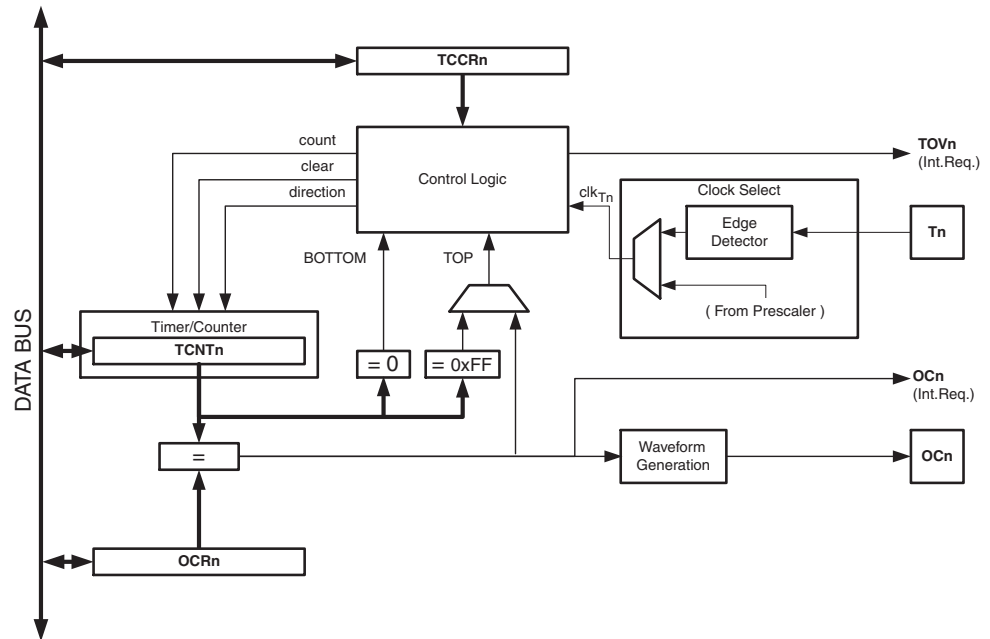 TCCRn
count
clear
direction
Control Logic
TOVn
(Int.Req.)
clkTn
Clock Select
Edge
Detector
Tn
( From Prescaler )
BOTTOM
TOP
Timer/Counter
TCNTn
= 0
= 0xFF
OCn
(Int.Req.)
=
Waveform
Generation
OCn
OCRn
DATA BUS